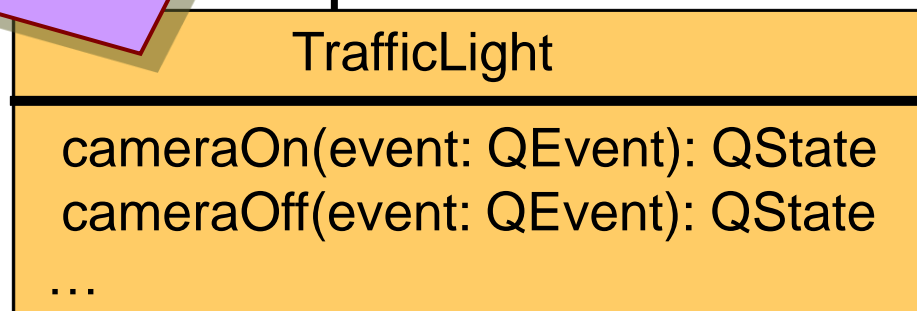 TrafficLight
cameraOn(event: QEvent): QState
cameraOff(event: QEvent): QState
…